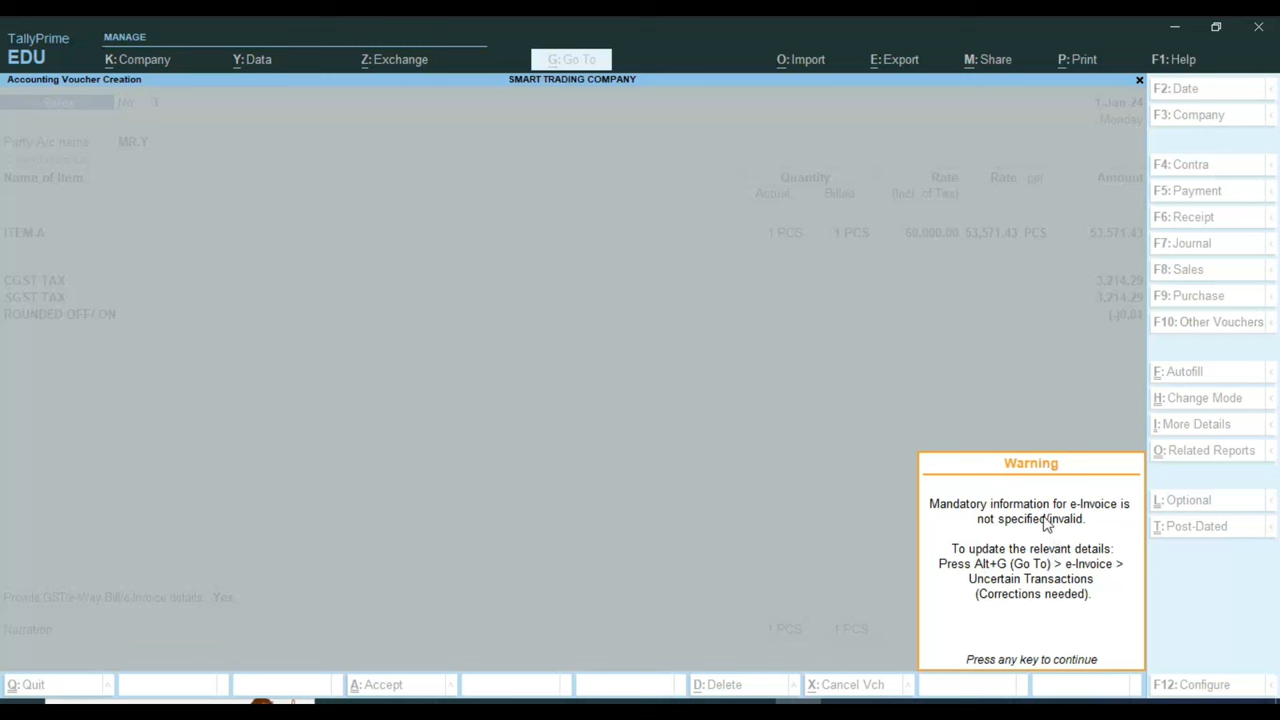 TallyPrime
EDU
MANAGE
K: Company
Y: Data
Z: Exchange
G: Go To
O: Import
E: Export
M: Share
P: Print
F1: Help
Accounting Voucher Creation
SMART TRADING COMPANY
Sales No. 1
1-Jan-24
Monday
Party A/c name MR.Y
Name of Item
Quantity
Rate
Rate per
Amount
Actual
Billed
(Incl. of Tax)
ITEM A
1 PCS
1 PCS
60,000.00
53,571.43
PCS
53,571.43
CGST TAX
3,214.29
SGST TAX
3,214.29
ROUNDED OFF/ ON
(-)0.01
Provide GST/e-Way Bill/e-Invoice details: Yes
Narration
1 PCS
1 PCS
Warning
Mandatory information for e-Invoice is
not specified/invalid.
To update the relevant details:
Press Alt+G (Go To) > e-Invoice >
Uncertain Transactions
(Corrections needed).
Press any key to continue
F2: Date
F3: Company
F4: Contra
F5: Payment
F6: Receipt
F7: Journal
F8: Sales
F9: Purchase
F10: Other Vouchers
F: Autofill
H: Change Mode
I: More Details
O: Related Reports
L: Optional
T: Post-Dated
Q: Quit
A: Accept
D: Delete
X: Cancel Vch
F12: Configure